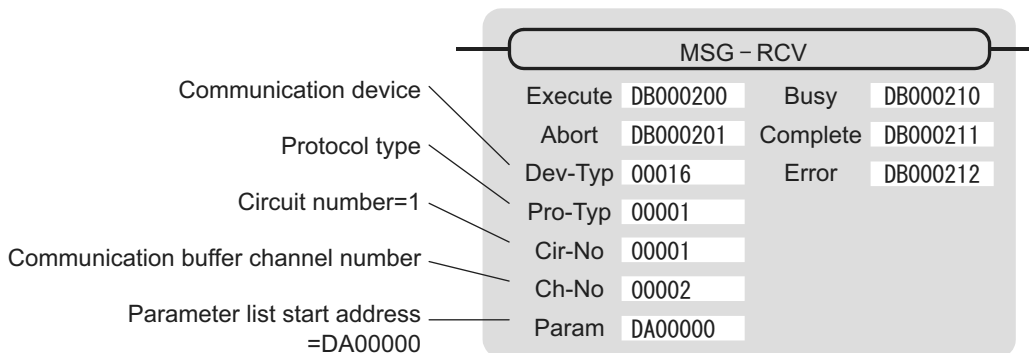 MSG-RCV
Communication device
Execute DB000200 Busy DB000210
Protocol type
Abort DB000201 Complete DB000211
Dev-Typ 00016 Error DB000212
Circuit number=1
Pro-Typ 00001
Communication buffer channel number
Cir-No 00001
Ch-No 00002
Parameter list start address
=DA00000
Param DA00000